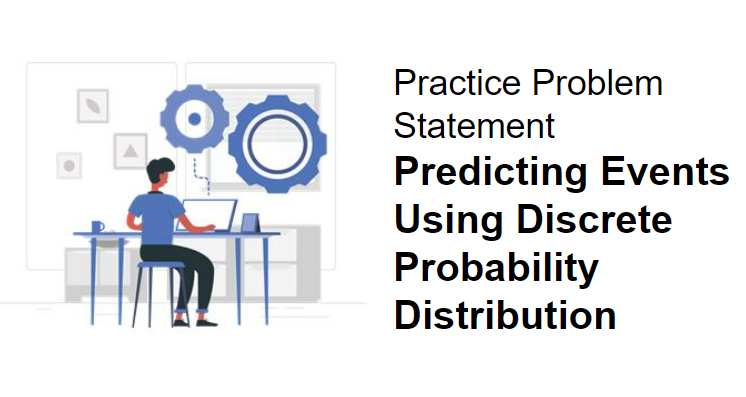 Practice Problem
Statement
Predicting Events
Using Discrete
Probability
Distribution